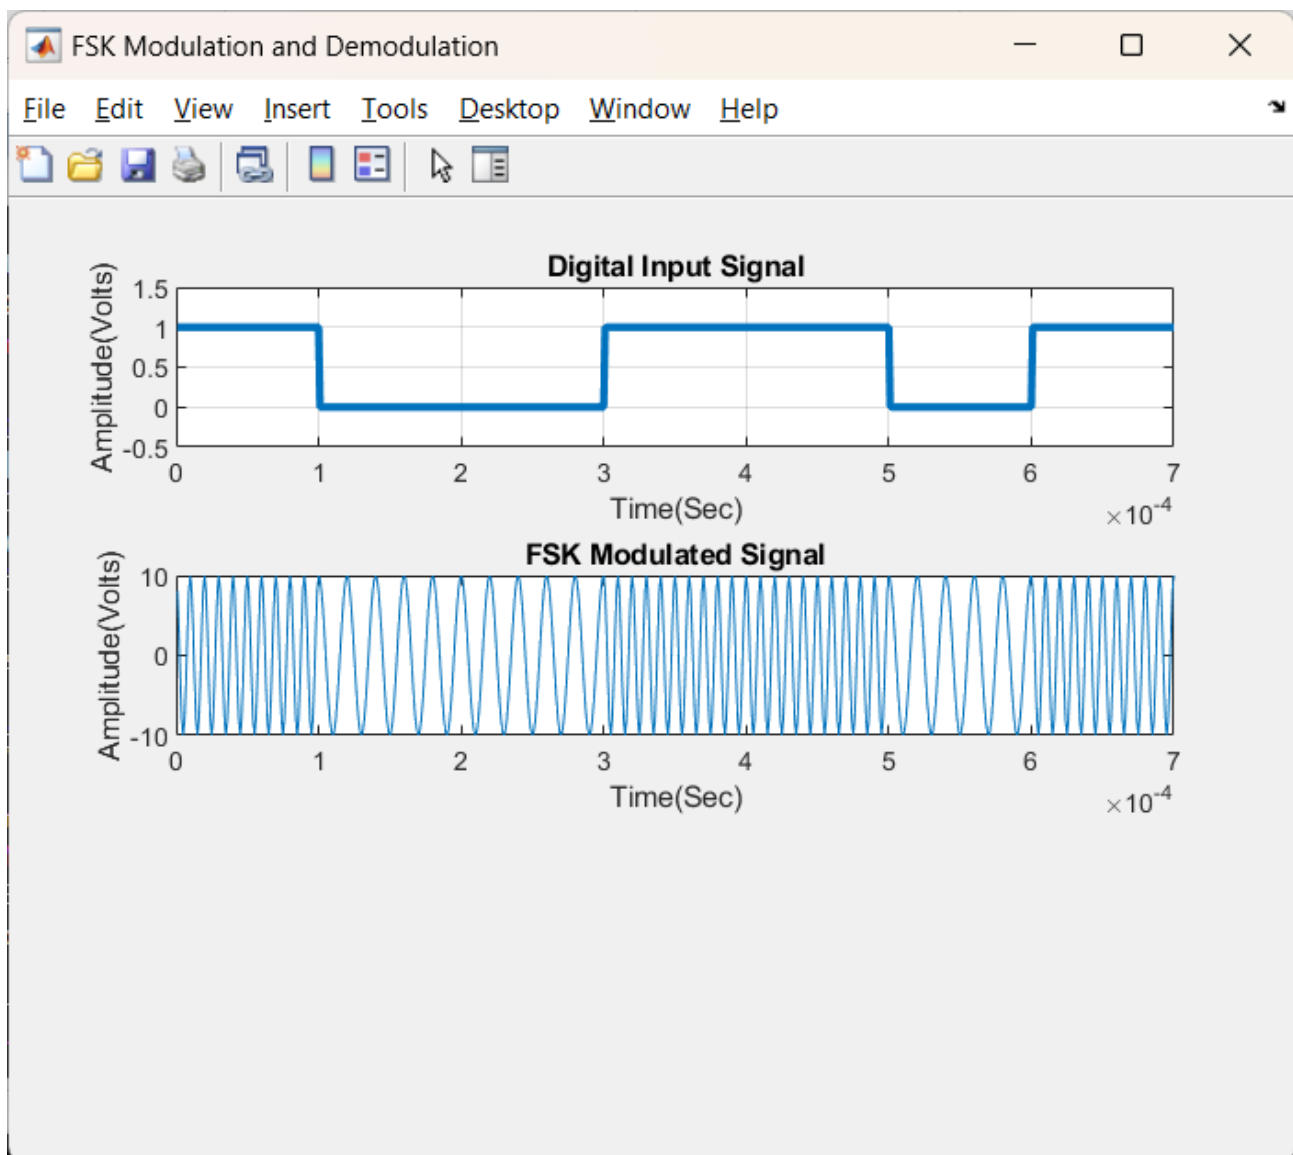 FSK Modulation and Demodulation
File Edit View Insert Tools Desktop Window Help
Digital Input Signal
Amplitude(Volts)
1.5
1
0.5
0
-0.5
0 1 2 3 4 5 6 7
Time(Sec)
×10-4
FSK Modulated Signal
Amplitude(Volts)
10
0
-10
0 1 2 3 4 5 6 7
Time(Sec)
×10-4